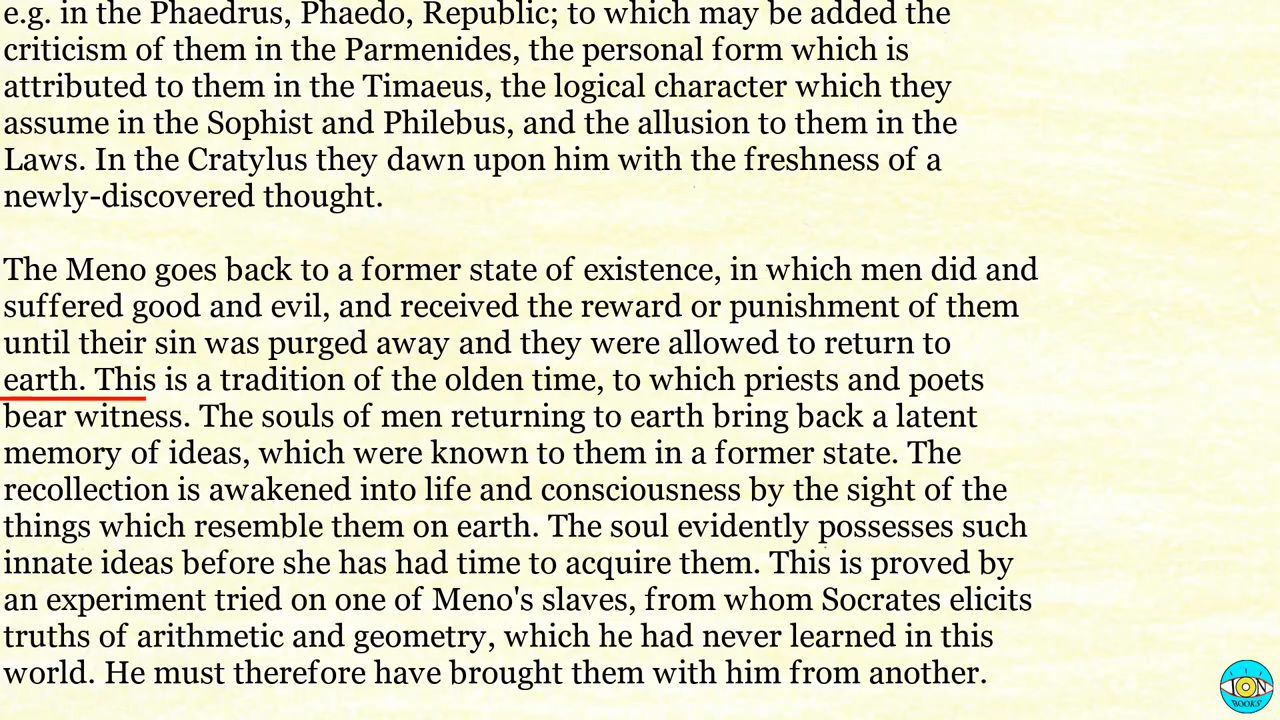 e.g. in the Phaedrus, Phaedo, Republic; to which may be added the
criticism of them in the Parmenides, the personal form which is
attributed to them in the Timaeus, the logical character which they
assume in the Sophist and Philebus, and the allusion to them in the
Laws. In the Cratylus they dawn upon him with the freshness of a
newly-discovered thought.
The Meno goes back to a former state of existence, in which men did and
suffered good and evil, and received the reward or punishment of them
until their sin was purged away and they were allowed to return to
earth. This is a tradition of the olden time, to which priests and poets
bear witness. The souls of men returning to earth bring back a latent
memory of ideas, which were known to them in a former state. The
recollection is awakened into life and consciousness by the sight of the
things which resemble them on earth. The soul evidently possesses such
innate ideas before she has had time to acquire them. This is proved by
an experiment tried on one of Meno's slaves, from whom Socrates elicits
truths of arithmetic and geometry, which he had never learned in this
world. He must therefore have brought them with him from another.
ION
BOOKS